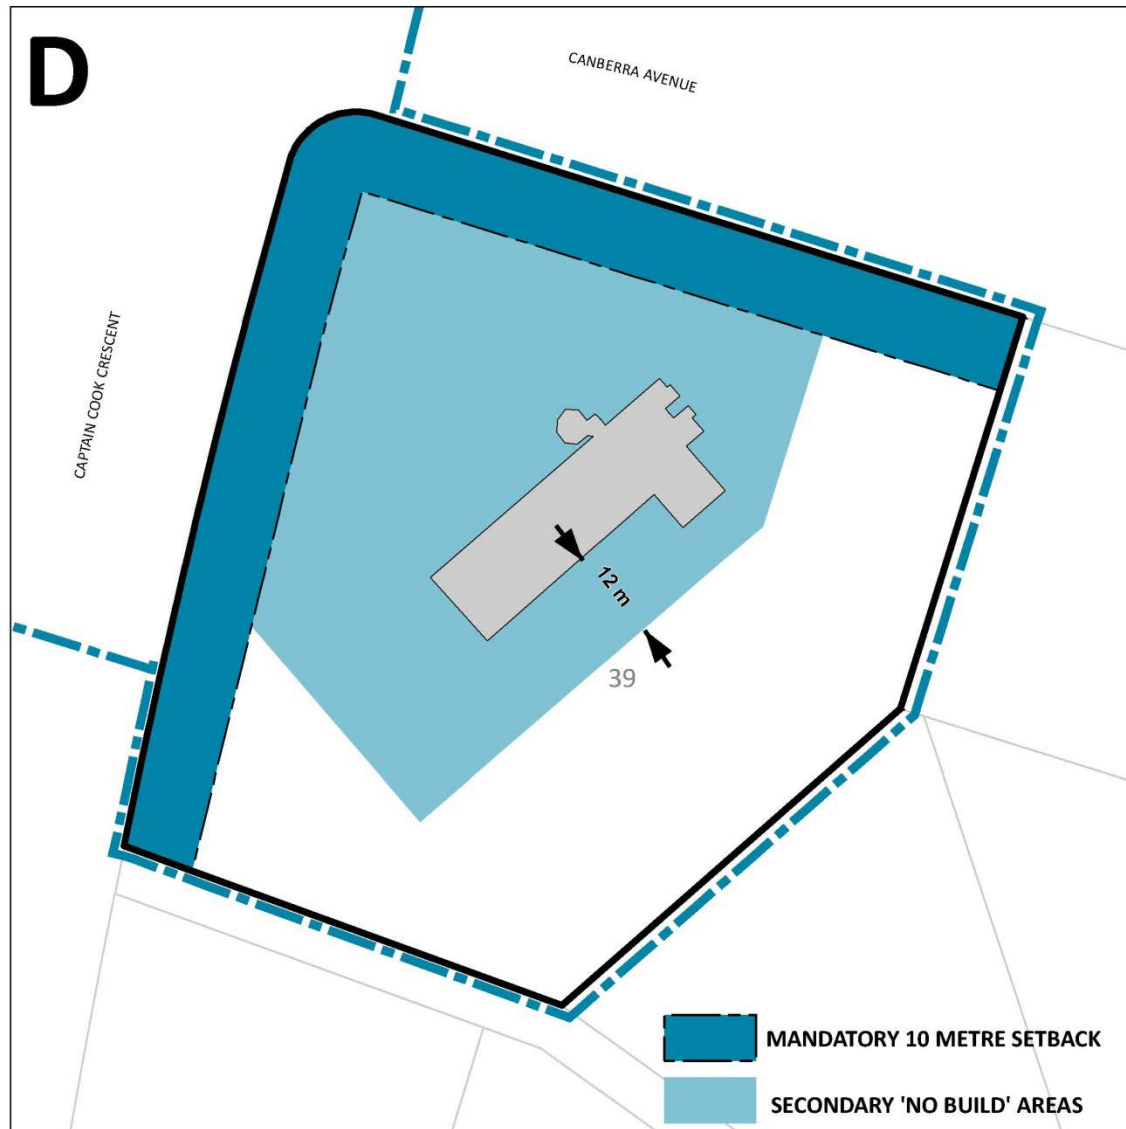 D
CANBERRA AVENUE
CAPTAIN COOK CRESCENT
12 m
39
MANDATORY 10 METRE SETBACK
SECONDARY 'NO BUILD' AREAS